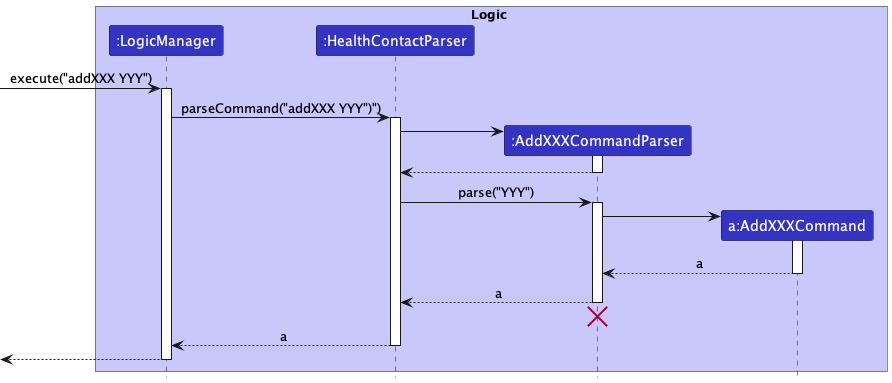 Logic
:LogicManager
:HealthContactParser
execute("addXXX YYY")
parseCommand("addXXX YYY")")
:AddXXXCommandParser
parse("YYY")
a:AddXXXCommand
a
a
a